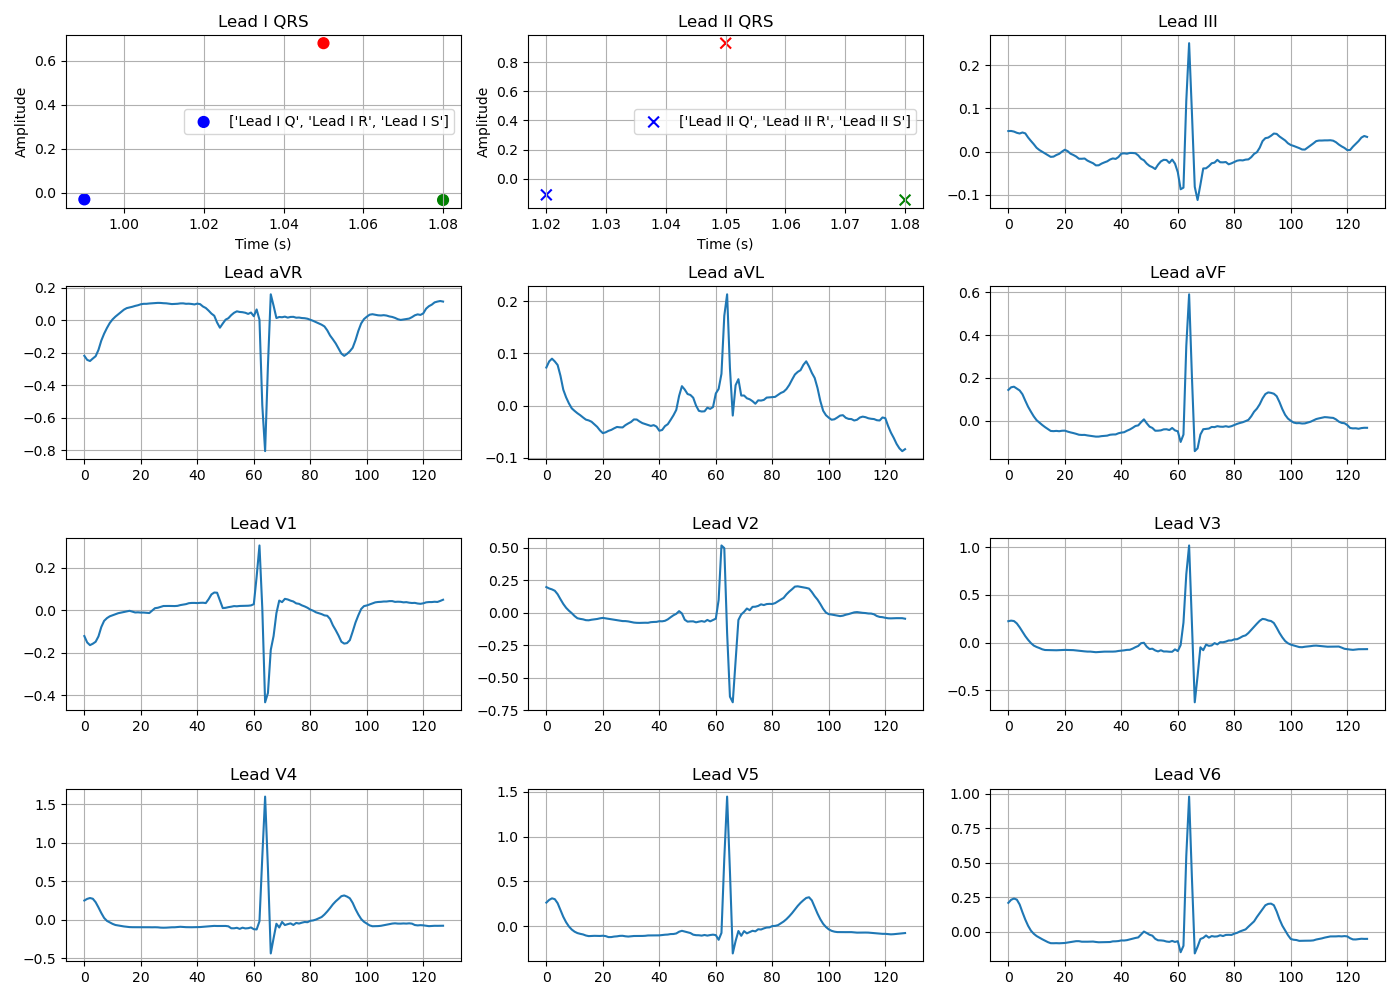 Lead I QRS
Amplitude
0.6
0.4
0.2
0.0
['Lead I Q', 'Lead I R', 'Lead I S']
1.00 1.02 1.04 1.06 1.08
Time (s)
Lead II QRS
Amplitude
0.8
0.6
0.4
0.2
0.0
['Lead II Q', 'Lead II R', 'Lead II S']
1.02 1.03 1.04 1.05 1.06 1.07 1.08
Time (s)
Lead III
0.2
0.1
0.0
−0.1
0 20 40 60 80 100 120
Lead aVR
0.2
0.0
−0.2
−0.4
−0.6
−0.8
0 20 40 60 80 100 120
Lead aVL
0.2
0.1
0.0
−0.1
0 20 40 60 80 100 120
Lead aVF
0.6
0.4
0.2
0.0
0 20 40 60 80 100 120
Lead V1
0.2
0.0
−0.2
−0.4
0 20 40 60 80 100 120
Lead V2
0.50
0.25
0.00
−0.25
−0.50
−0.75
0 20 40 60 80 100 120
Lead V3
1.0
0.5
0.0
−0.5
0 20 40 60 80 100 120
Lead V4
1.5
1.0
0.5
0.0
−0.5
0 20 40 60 80 100 120
Lead V5
1.5
1.0
0.5
0.0
0 20 40 60 80 100 120
Lead V6
1.00
0.75
0.50
0.25
0.00
0 20 40 60 80 100 120